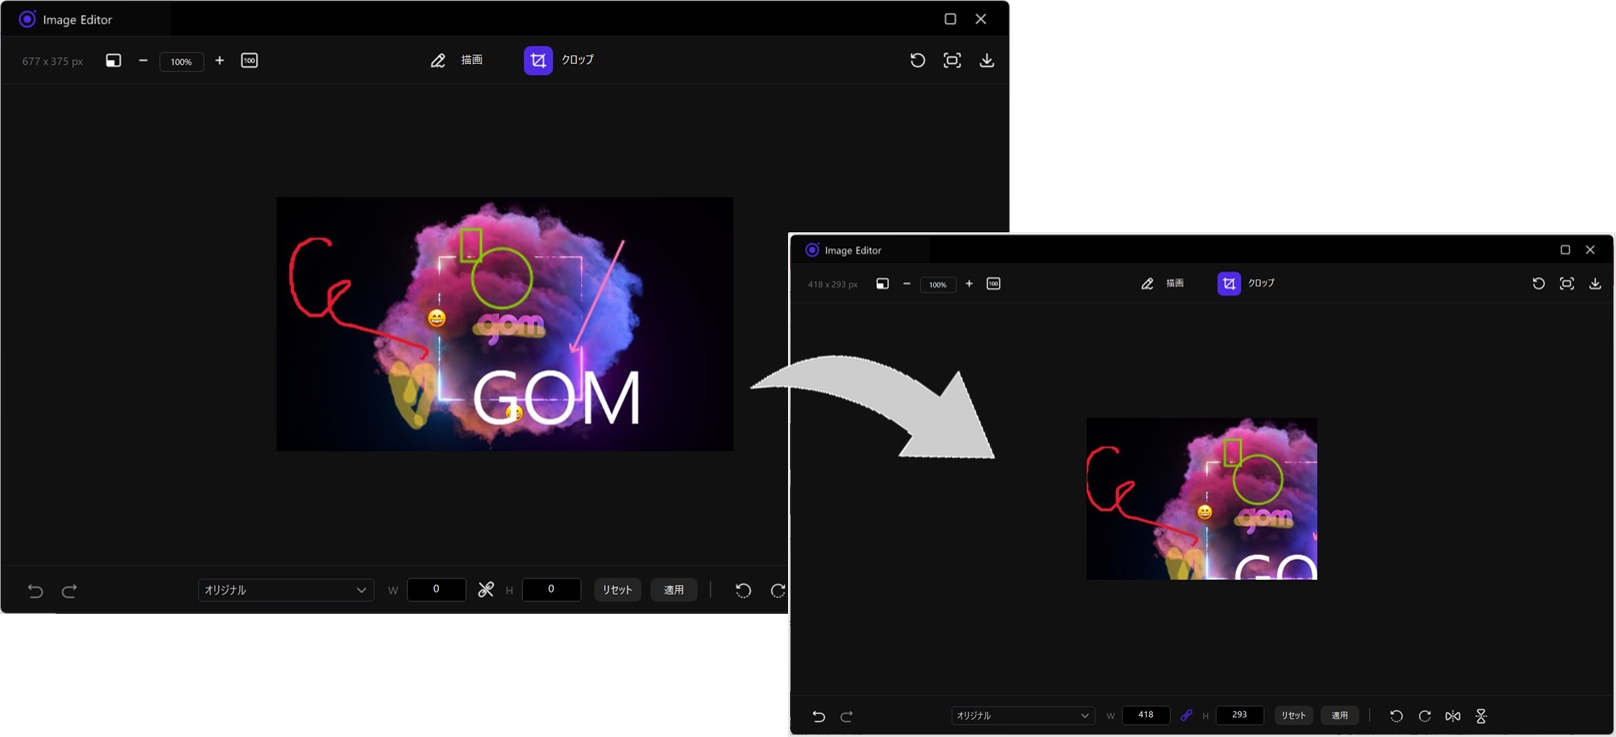 Image Editor
677 x 375 px
100%
100
描画
クロップ
gom
GOM
オリジナル
W
0
H
0
リセット
適用
Image Editor
418 x 293 px
100%
100
描画
クロップ
gom
GO
オリジナル
W
418
H
293
リセット
適用